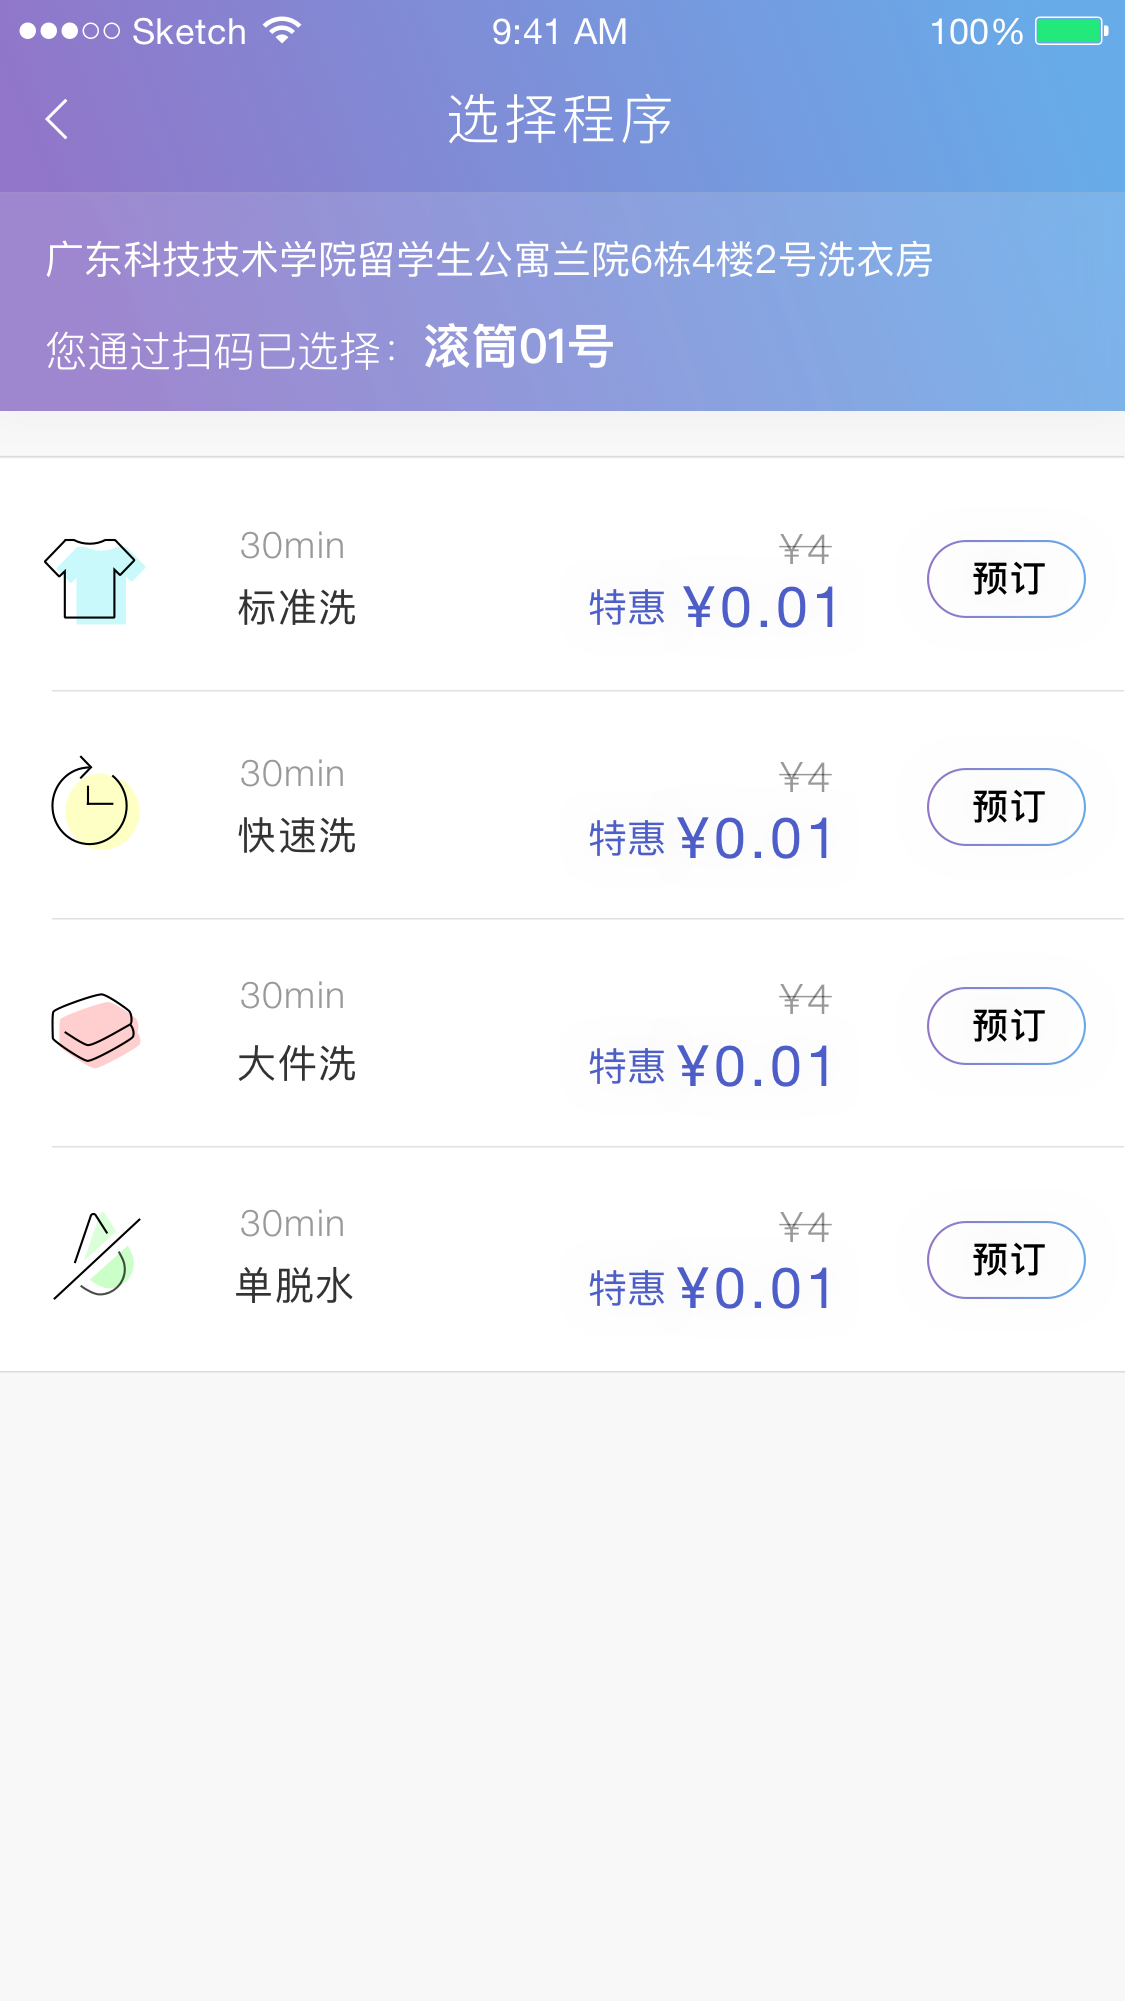 Sketch 9:41 AM 100%
选择程序
广东科技技术学院留学生公寓兰院6栋4楼2号洗衣房
您通过扫码已选择：滚筒01号
30min ¥4
标准洗 特惠 ¥0.01 预订
30min ¥4
快速洗 特惠 ¥0.01 预订
30min ¥4
大件洗 特惠 ¥0.01 预订
30min ¥4
单脱水 特惠 ¥0.01 预订